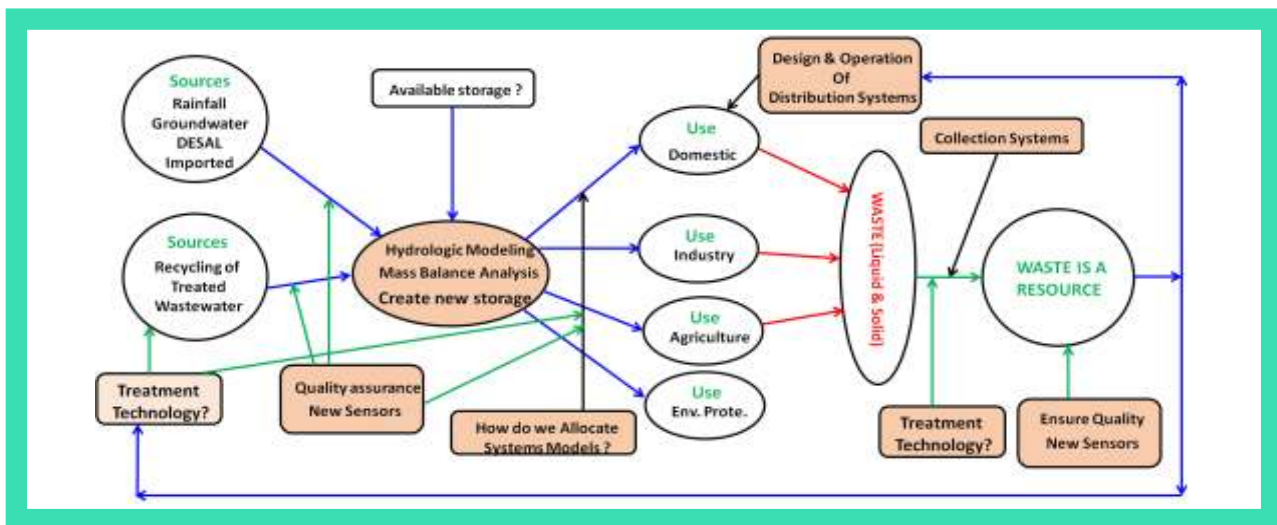 Sources
Rainfall
Groundwater
DESAL
Imported
Available storage ?
Design & Operation
Of
Distribution Systems
Use
Domestic
Collection Systems
Sources
Recycling of
Treated
Wastewater
Hydrologic Modeling
Mass Balance Analysis
Create new storage
Use
Industry
WASTE (Liquid & Solid)
WASTE IS A
RESOURCE
Use
Agriculture
Treatment
Technology?
Quality assurance
New Sensors
Use
Env. Prote.
How do we Allocate
Systems Models ?
Treatment
Technology?
Ensure Quality
New Sensors